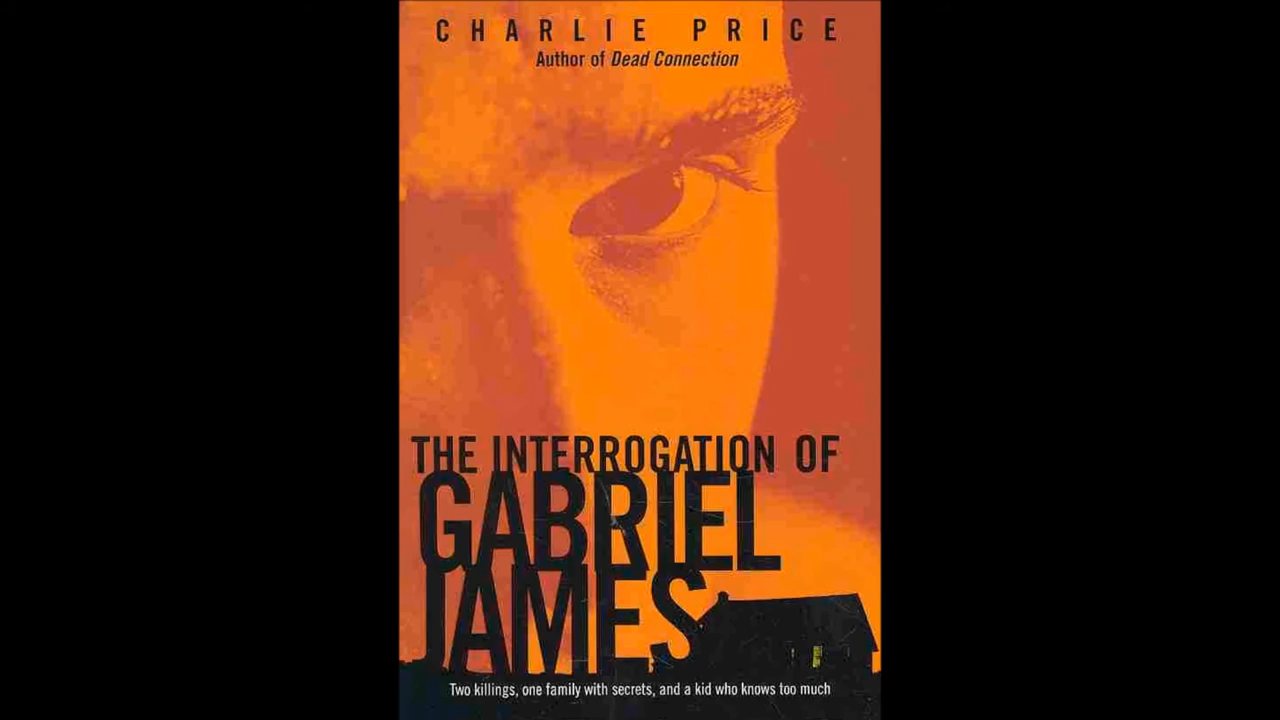 CHARLIE PRICE
Author of Dead Connection
THE INTERROGATION OF
GABRIEL
JAMES
Two killings, one family with secrets, and a kid who knows too much